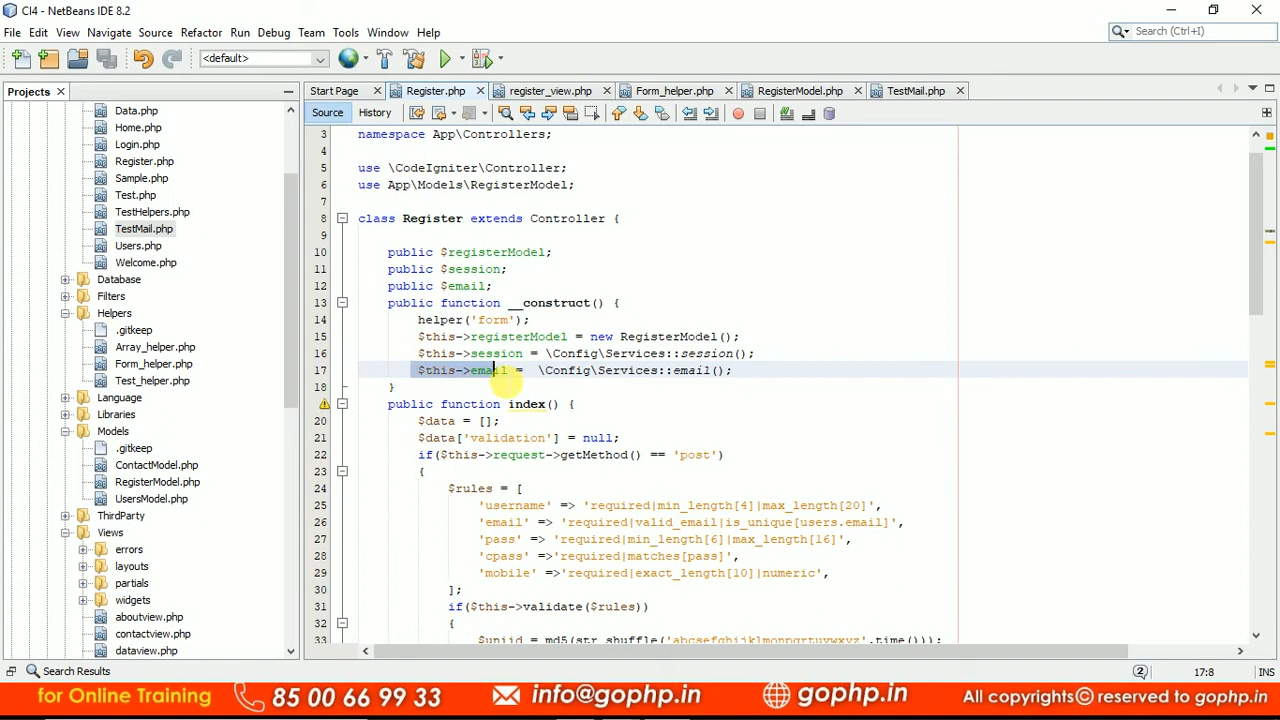 CI4 - NetBeans IDE 8.2
File Edit View Navigate Source Refactor Run Debug Team Tools Window Help
Search (Ctrl+I)
<default>
Projects
Start Page
Register.php
register_view.php
Form_helper.php
RegisterModel.php
TestMail.php
Source History
Data.php
Home.php
Login.php
Register.php
Sample.php
Test.php
TestHelpers.php
TestMail.php
Users.php
Welcome.php
Database
Filters
Helpers
.gitkeep
Array_helper.php
Form_helper.php
Test_helper.php
Language
Libraries
Models
.gitkeep
ContactModel.php
RegisterModel.php
UsersModel.php
ThirdParty
Views
errors
layouts
partials
widgets
aboutview.php
contactview.php
dataview.php
3 namespace App\Controllers;
4
5 use \CodeIgniter\Controller;
6 use App\Models\RegisterModel;
7
8 class Register extends Controller {
9
10 public $registerModel;
11 public $session;
12 public $email;
13 public function __construct() {
14 helper('form');
15 $this->registerModel = new RegisterModel();
16 $this->session = \Config\Services::session();
17 $this->email = \Config\Services::email();
18 }
public function index() {
20 $data = [];
21 $data['validation'] = null;
22 if($this->request->getMethod() == 'post')
23 {
24 $rules = [
25 'username' => 'required|min_length[4]|max_length[20]',
26 'email' => 'required|valid_email|is_unique[users.email]',
27 'pass' => 'required|min_length[6]|max_length[16]',
28 'cpass' =>'required|matches[pass]',
29 'mobile' =>'required|exact_length[10]|numeric',
30 ];
31 if($this->validate($rules))
32 {
33 $uniid = md5(str_shuffle('abcdefghijklmnopqrtuvwxyz'.time()));
Search Results
2
17:8
INS
for Online Training 85 00 66 99 33 info@gophp.in gophp.in All copyrights© reserved to gophp.in